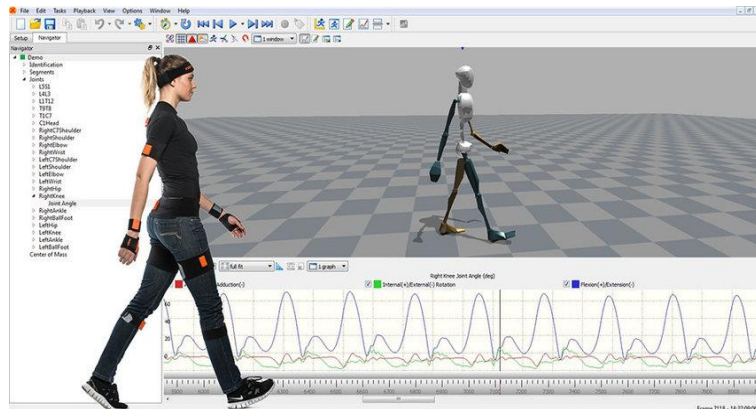 File Edit Tasks Playback View Options Window Help
1 window
Setup Navigator
Navigator
Demo
Identification
Segments
Joints
L5S1
L4L3
L1T12
T9T8
T1C7
C1Head
RightC7Shoulder
RightShoulder
RightElbow
RightWrist
LeftC7Shoulder
LeftShoulder
LeftElbow
LeftWrist
RightHip
RightKnee
Joint Angle
RightAnkle
RightBallFoot
LeftHip
LeftKnee
LeftAnkle
LeftBallFoot
Center of Mass
full fit 1 graph
Right Knee Joint Angle (deg)
Adduction(-) Internal(+)/External(-) Rotation Flexion(+)/Extension(-)
60
40
20
0